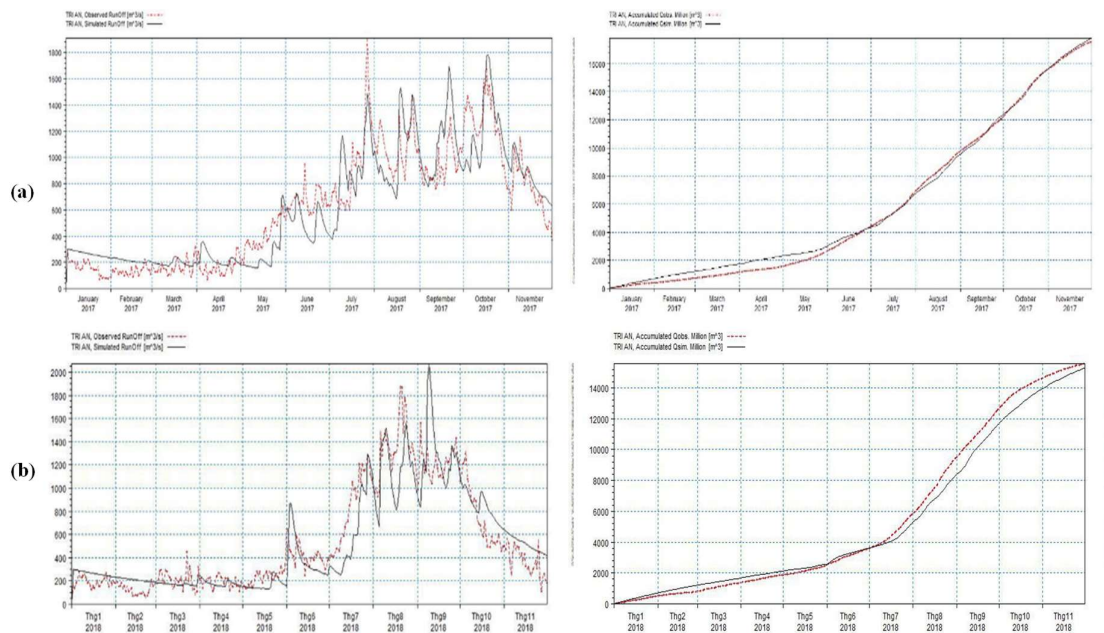 TRI AN, Observed RunOff [m^3/s]
TRI AN, Simulated RunOff [m^3/s]
1800
1600
1400
1200
1000
800
600
400
200
0
January February March April May June July August September October November
2017 2017 2017 2017 2017 2017 2017 2017 2017 2017 2017
(a)
TRI AN, Accumulated Qobs. Million [m^3]
TRI AN, Accumulated Qsim. Million [m^3]
16000
14000
12000
10000
8000
6000
4000
2000
0
January February March April May June July August September October November
2017 2017 2017 2017 2017 2017 2017 2017 2017 2017 2017
TRI AN, Observed RunOff [m^3/s]
TRI AN, Simulated RunOff [m^3/s]
2000
1800
1600
1400
1200
1000
800
600
400
200
0
Thg1 Thg2 Thg3 Thg4 Thg5 Thg6 Thg7 Thg8 Thg9 Thg10 Thg11
2018 2018 2018 2018 2018 2018 2018 2018 2018 2018 2018
(b)
TRI AN, Accumulated Qobs. Million [m^3]
TRI AN, Accumulated Qsim. Million [m^3]
14000
12000
10000
8000
6000
4000
2000
0
Thg1 Thg2 Thg3 Thg4 Thg5 Thg6 Thg7 Thg8 Thg9 Thg10 Thg11
2018 2018 2018 2018 2018 2018 2018 2018 2018 2018 2018